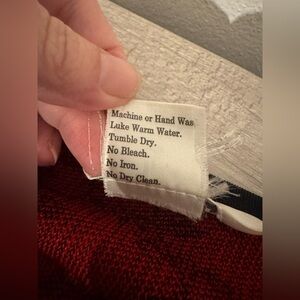 Machine or Hand Was
Luke Warm Water.
Tumble Dry.
No Bleach.
No Iron.
No Dry Clean.